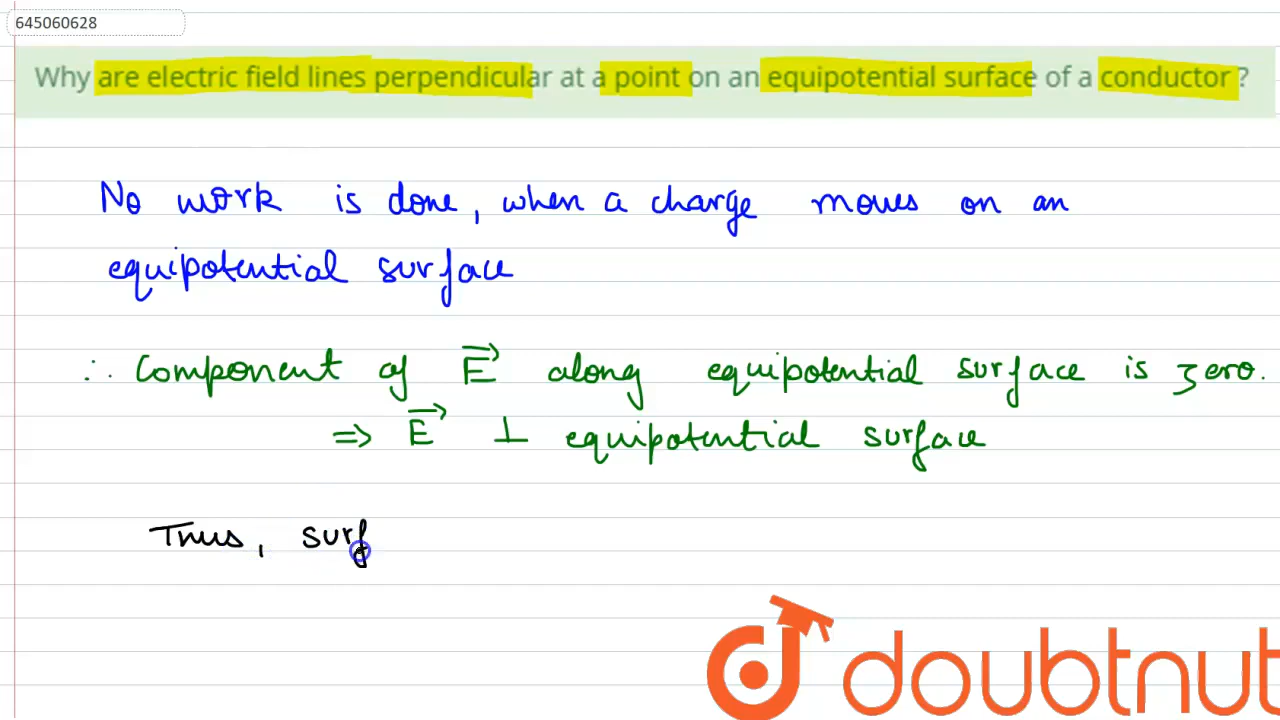 645060628
Why are electric field lines perpendicular at a point on an equipotential surface of a conductor ?
No work is done, when a charge moves on an
equipotential surface
∴ Component of E⃗ along equipotential surface is zero.
⇒ E⃗ ⊥ equipotential surface
Thus, surf
doubtnut